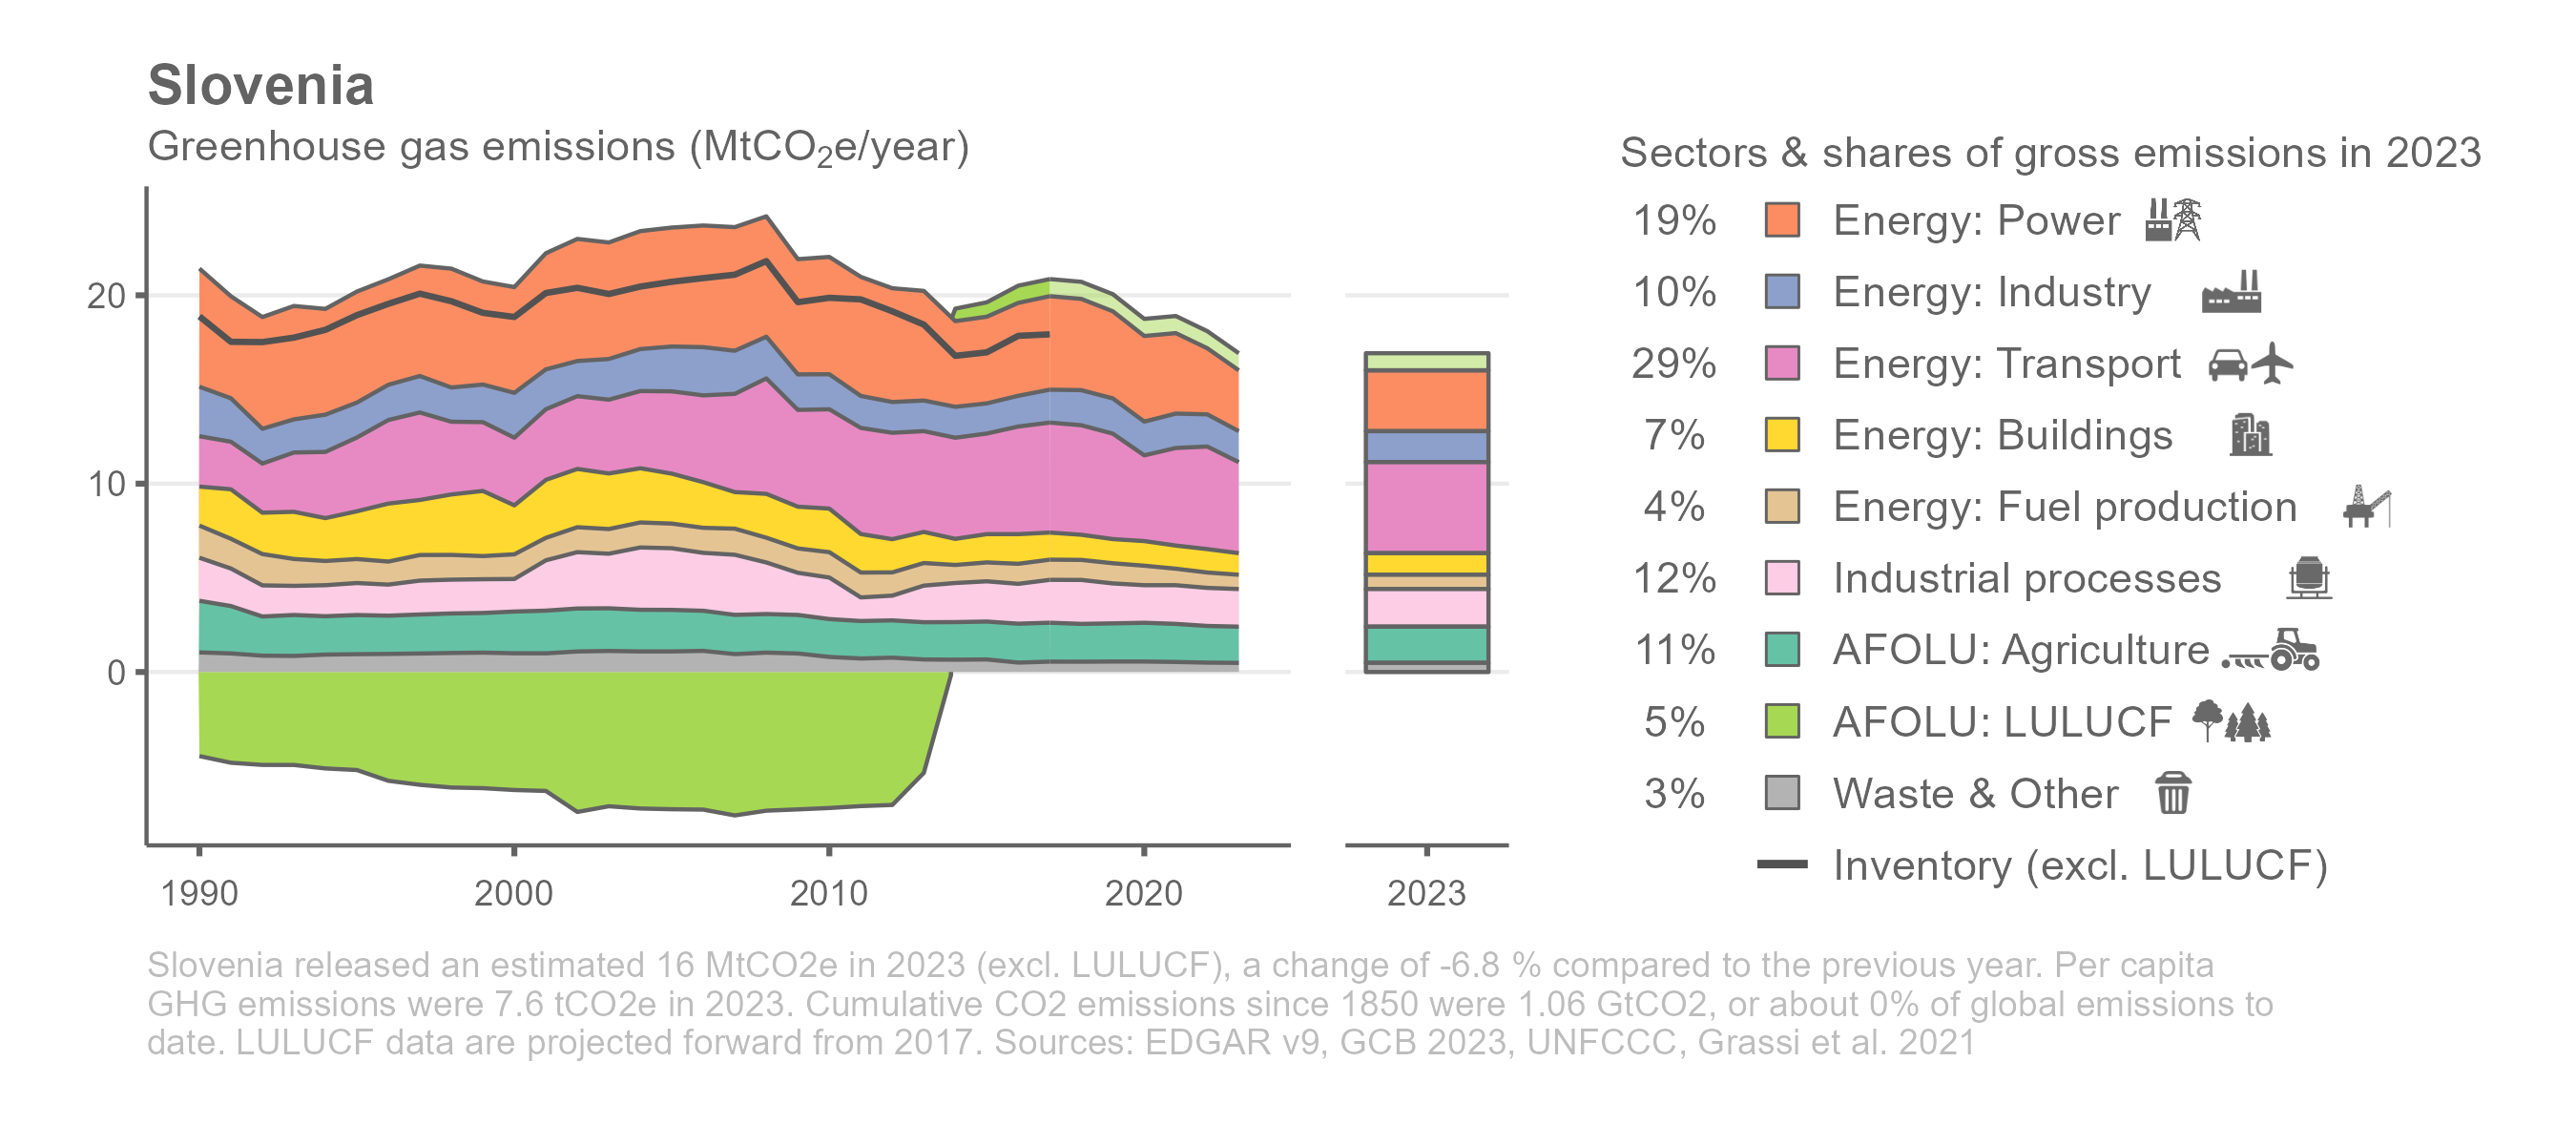 Slovenia
Greenhouse gas emissions (MtCO₂e/year)
20
10
0
1990
2000
2010
2020
2023
Sectors & shares of gross emissions in 2023
19% Energy: Power
10% Energy: Industry
29% Energy: Transport
7% Energy: Buildings
4% Energy: Fuel production
12% Industrial processes
11% AFOLU: Agriculture
5% AFOLU: LULUCF
3% Waste & Other
Inventory (excl. LULUCF)
Slovenia released an estimated 16 MtCO2e in 2023 (excl. LULUCF), a change of -6.8 % compared to the previous year. Per capita
GHG emissions were 7.6 tCO2e in 2023. Cumulative CO2 emissions since 1850 were 1.06 GtCO2, or about 0% of global emissions to
date. LULUCF data are projected forward from 2017. Sources: EDGAR v9, GCB 2023, UNFCCC, Grassi et al. 2021